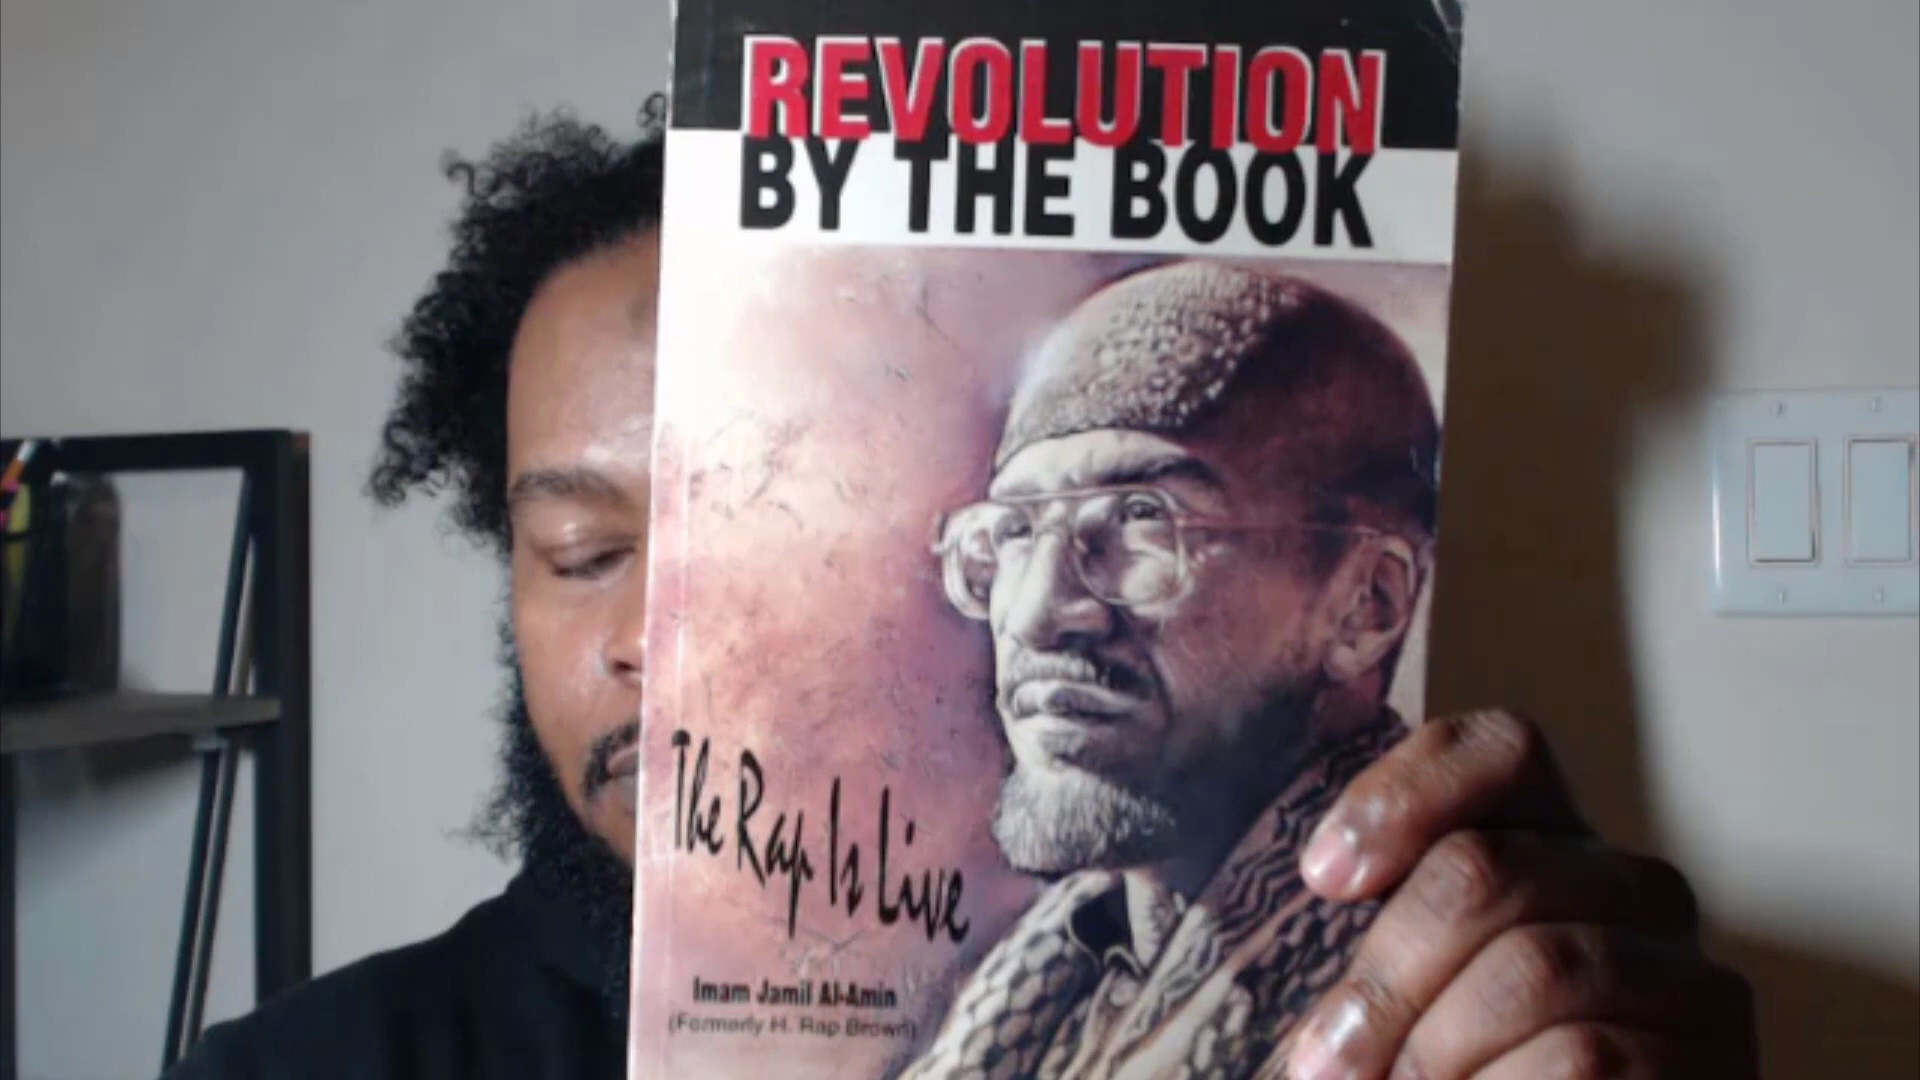 REVOLUTION
BY THE BOOK
The Rap Is Live
Imam Jamil Al-Amin
(Formerly H. Rap Brown)